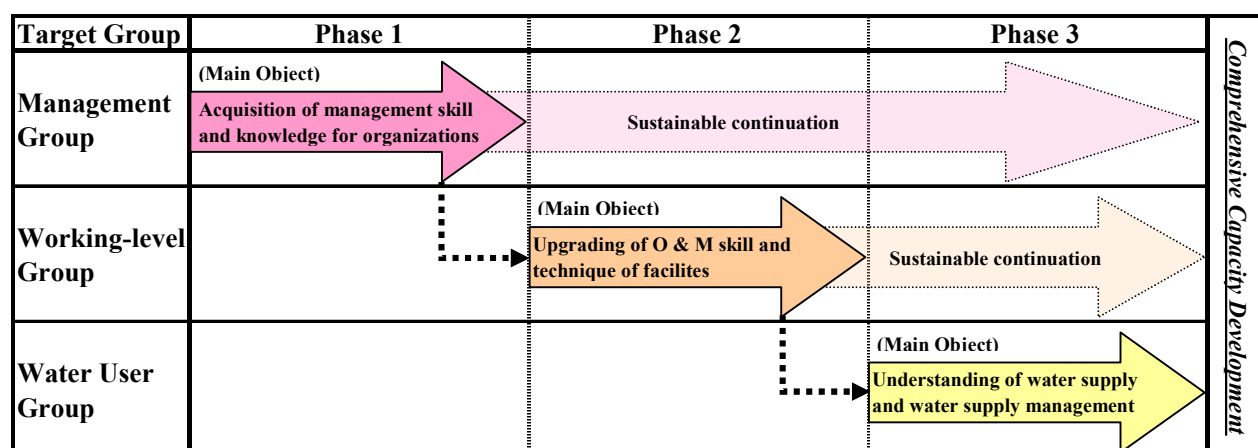 Target Group
Phase 1
Phase 2
Phase 3
Management
Group
(Main Object)
Acquisition of management skill
and knowledge for organizations
Sustainable continuation
Working-level
Group
(Main Object)
Upgrading of O & M skill and
technique of facilites
Sustainable continuation
Water User
Group
(Main Object)
Understanding of water supply
and water supply management
Comprehensive Capacity Development